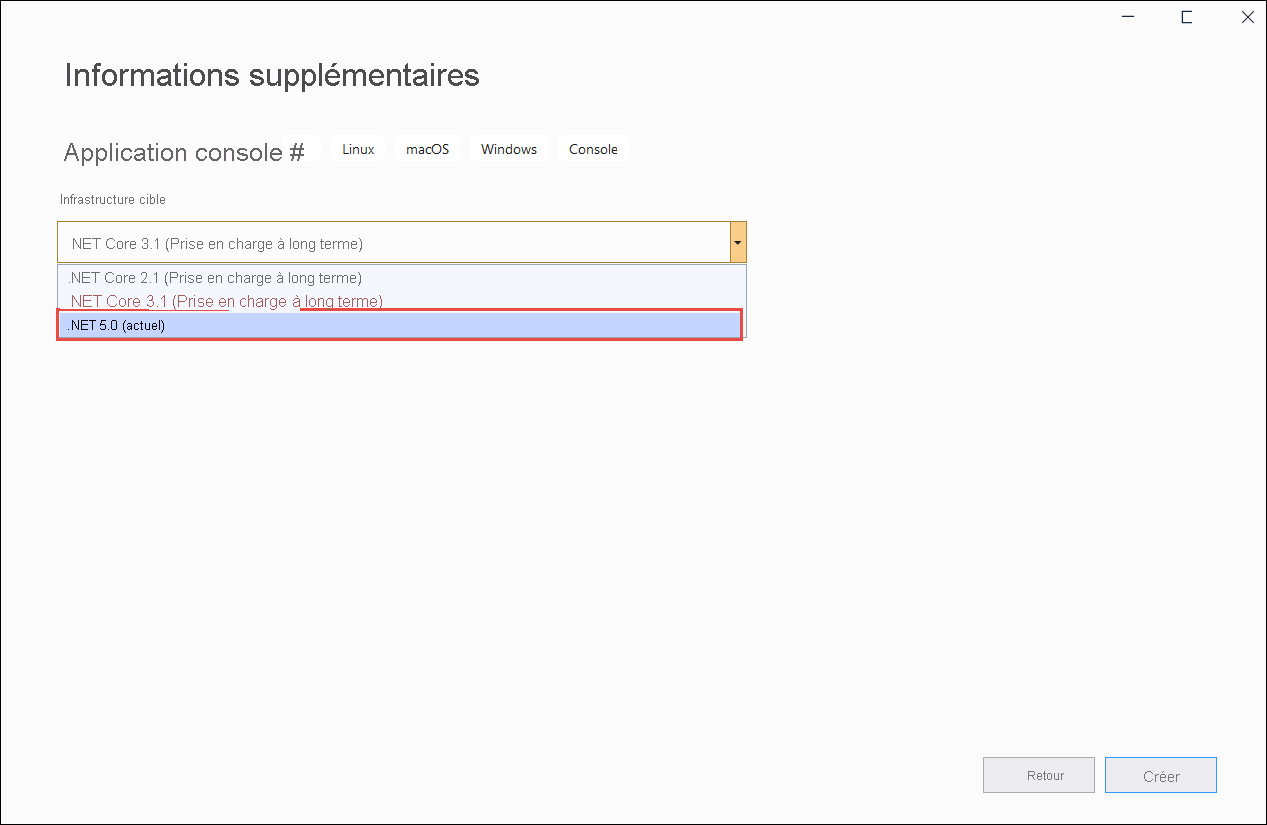 Informations supplémentaires
Application console # Linux macOS Windows Console
Infrastructure cible
.NET Core 3.1 (Prise en charge à long terme)
.NET Core 2.1 (Prise en charge à long terme)
.NET Core 3.1 (Prise en charge à long terme)
.NET 5.0 (actuel)
Retour Créer